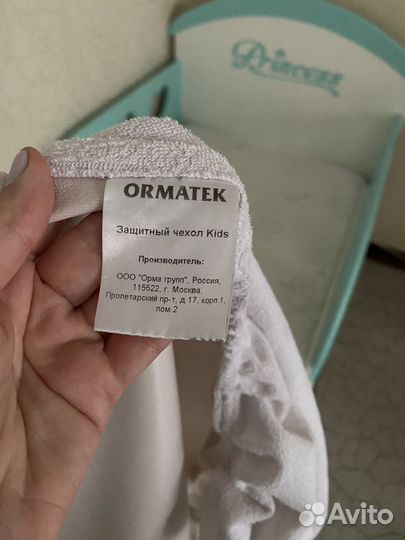 Princess
ORMATEK
Защитный чехол Kids
Производитель:
ООО "Орма групп", Россия,
115522, г. Москва,
Пролетарский пр-т, д.17, корп.1,
пом.2
Avito